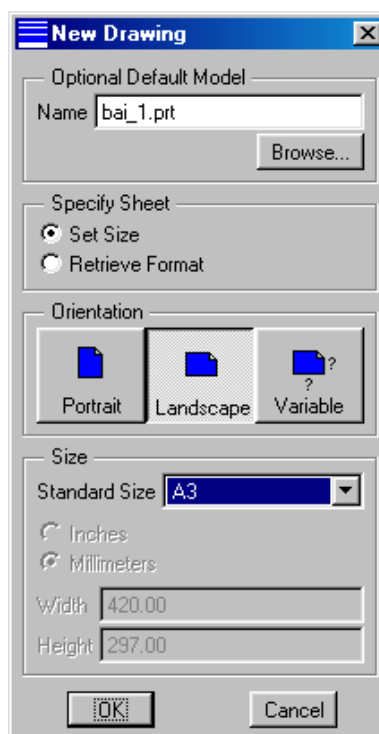 New Drawing
Optional Default Model
Name bai_1.prt
Browse...
Specify Sheet
Set Size
Retrieve Format
Orientation
Portrait Landscape ? ? Variable
Size
Standard Size A3
Inches
Millimeters
Width 420.00
Height 297.00
OK Cancel